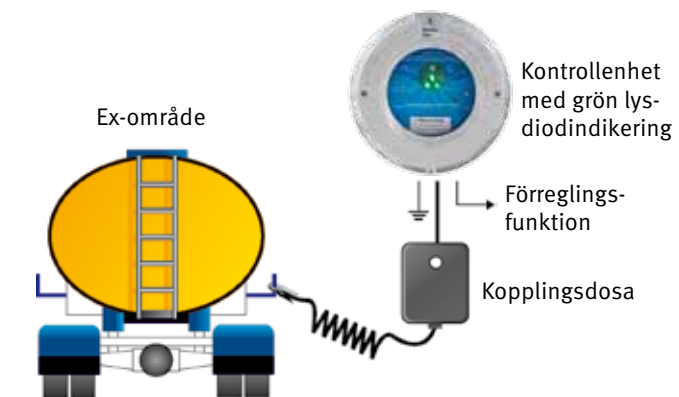 Ex-område
Kontrollenhet
med grön lys-
diodindikering
Förreglings-
funktion
Kopplingsdosa